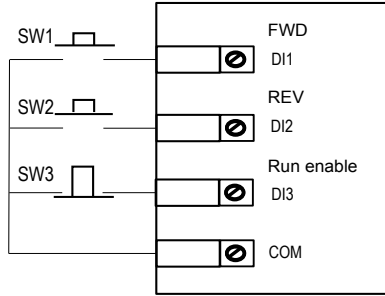 FWD
SW1
DI1
REV
SW2
DI2
Run enable
SW3
DI3
COM